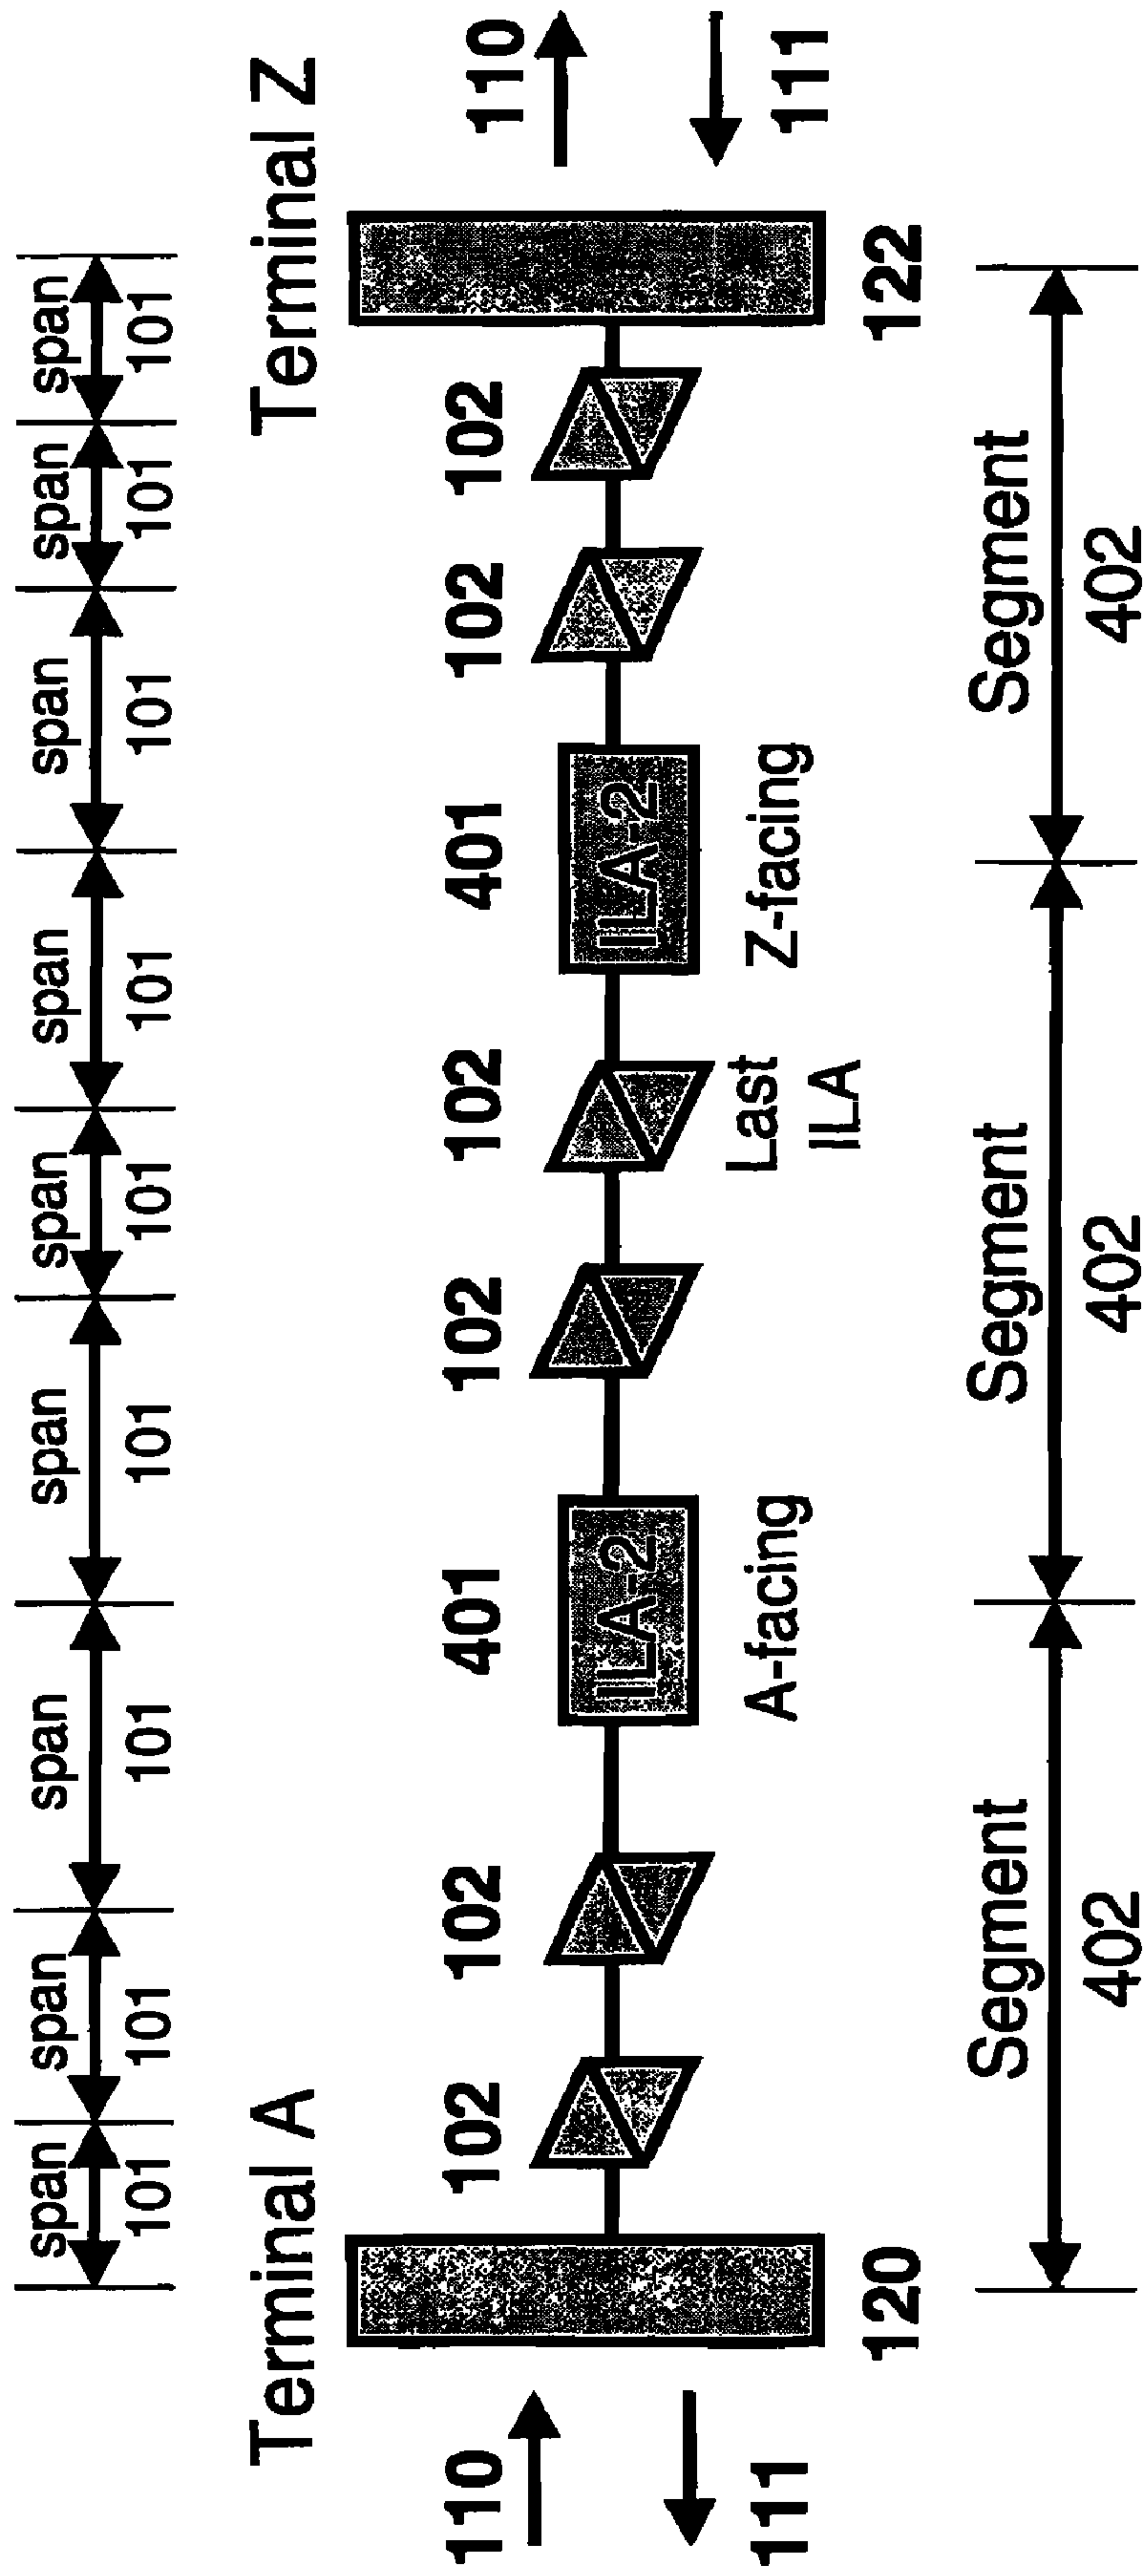 span span span span span span span span span
101 101 101 101 101 101 101 101 101
Terminal A Terminal Z
110 102 102 401 102 102 401 102 102 110
ILA-2 ILA-2
111 A-facing Last Z-facing 111
ILA
120 122
Segment Segment Segment
402 402 402